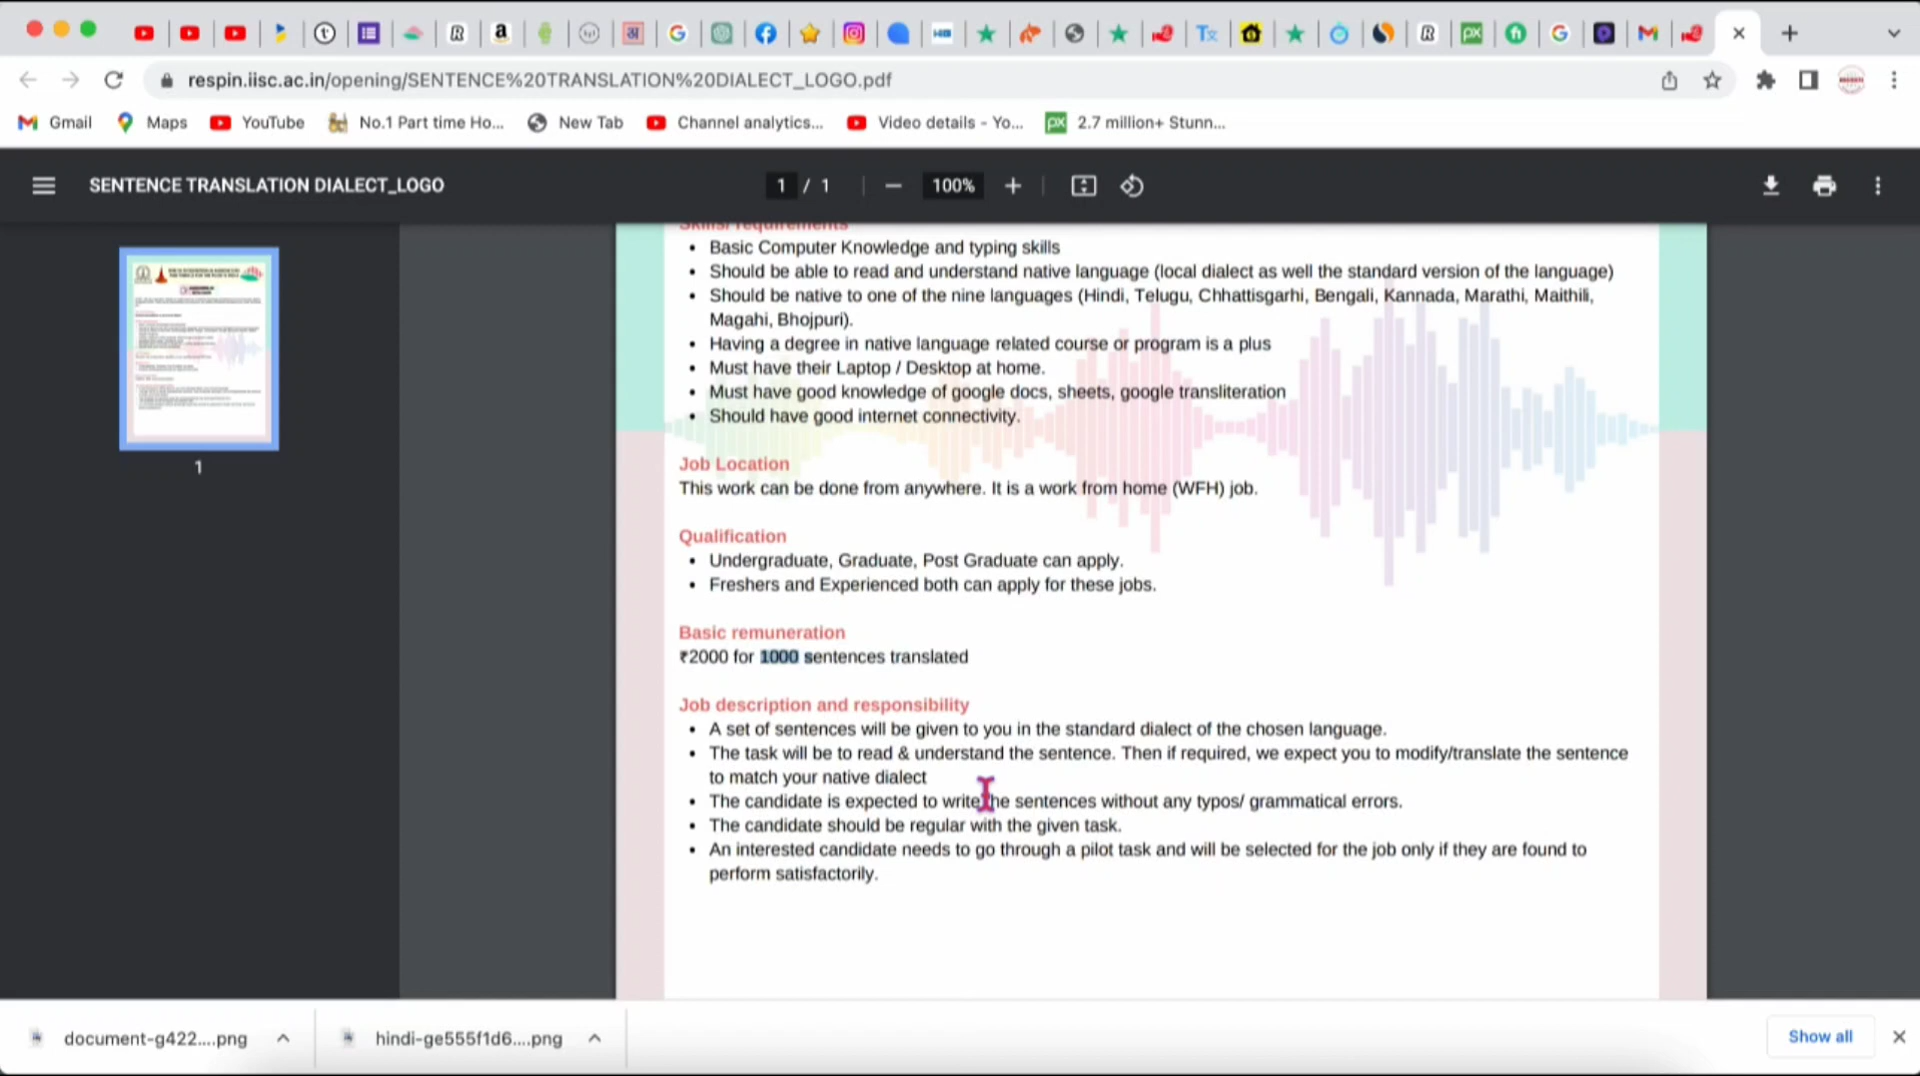 respin.iisc.ac.in/opening/SENTENCE%20TRANSLATION%20DIALECT_LOGO.pdf
Gmail Maps YouTube No.1 Part time Ho... New Tab Channel analytics... Video details - Yo... 2.7 million+ Stunn...
SENTENCE TRANSLATION DIALECT_LOGO 1 / 1 100%
Skills/ requirements
• Basic Computer Knowledge and typing skills
• Should be able to read and understand native language (local dialect as well the standard version of the language)
• Should be native to one of the nine languages (Hindi, Telugu, Chhattisgarhi, Bengali, Kannada, Marathi, Maithili,
Magahi, Bhojpuri).
• Having a degree in native language related course or program is a plus
• Must have their Laptop / Desktop at home.
• Must have good knowledge of google docs, sheets, google transliteration
• Should have good internet connectivity.
Job Location
This work can be done from anywhere. It is a work from home (WFH) job.
Qualification
• Undergraduate, Graduate, Post Graduate can apply.
• Freshers and Experienced both can apply for these jobs.
Basic remuneration
₹2000 for 1000 sentences translated
Job description and responsibility
• A set of sentences will be given to you in the standard dialect of the chosen language.
• The task will be to read & understand the sentence. Then if required, we expect you to modify/translate the sentence
to match your native dialect
• The candidate is expected to write the sentences without any typos/ grammatical errors.
• The candidate should be regular with the given task.
• An interested candidate needs to go through a pilot task and will be selected for the job only if they are found to
perform satisfactorily.
1
document-g422....png hindi-ge555f1d6....png Show all